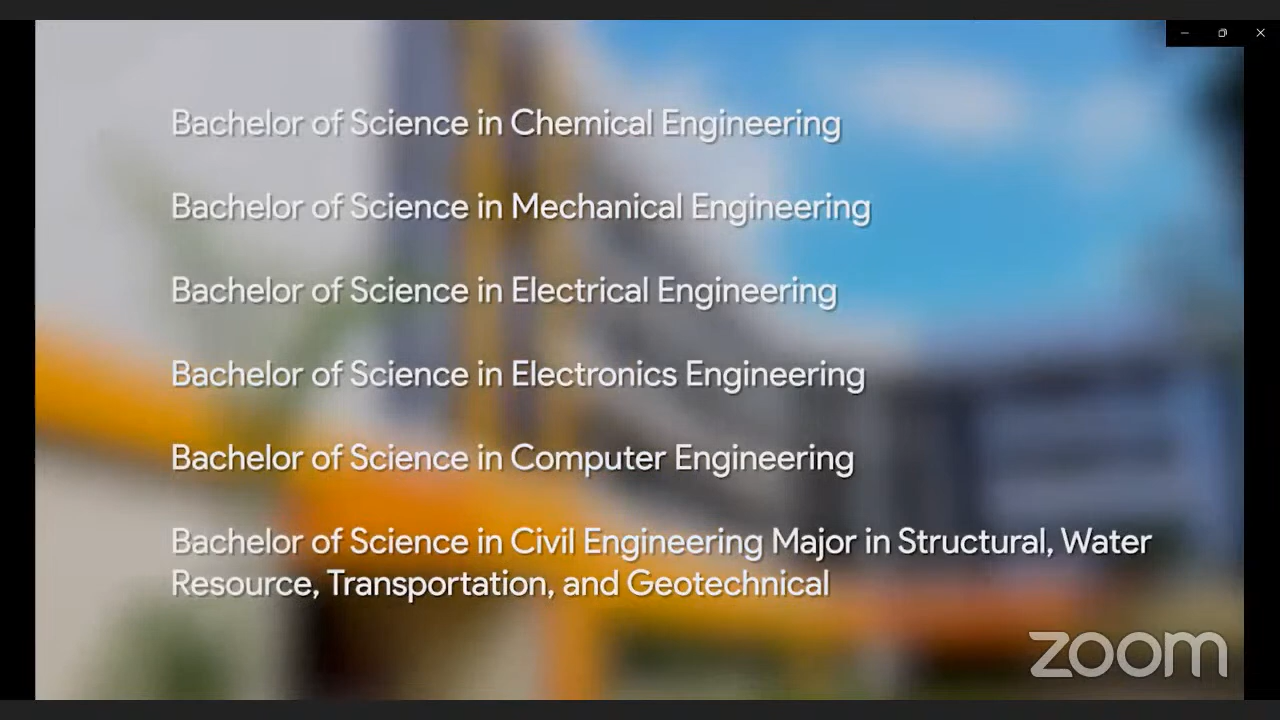 Bachelor of Science in Chemical Engineering
Bachelor of Science in Mechanical Engineering
Bachelor of Science in Electrical Engineering
Bachelor of Science in Electronics Engineering
Bachelor of Science in Computer Engineering
Bachelor of Science in Civil Engineering Major in Structural, Water
Resource, Transportation, and Geotechnical
zoom